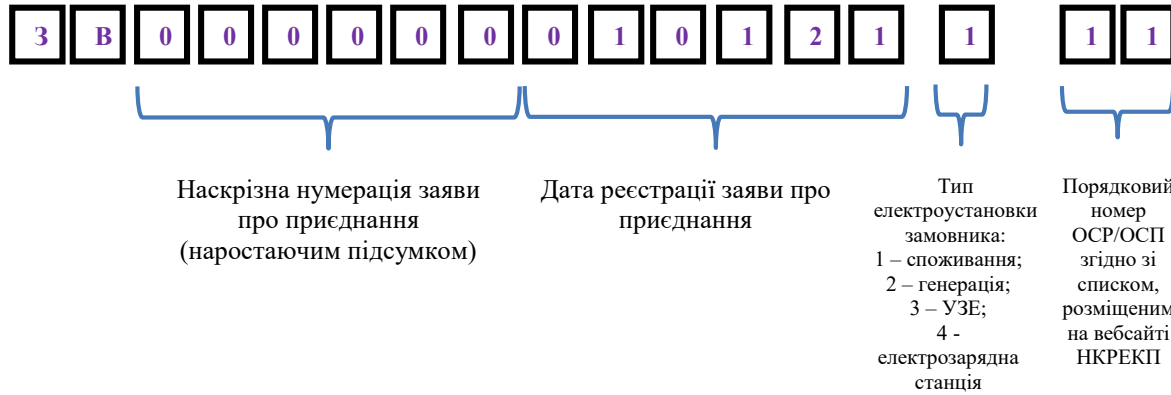 З В 0 0 0 0 0 0 0 1 0 1 2 1 1 1 1
Наскрізна нумерація заяви
про приєднання
(наростаючим підсумком)
Дата реєстрації заяви про
приєднання
Тип
електроустановки
замовника:
1 – споживання;
2 – генерація;
3 – УЗЕ;
4 -
електрозарядна
станція
Порядковий
номер
ОСР/ОСП
згідно зі
списком,
розміщеним
на вебсайті
НКРЕКП